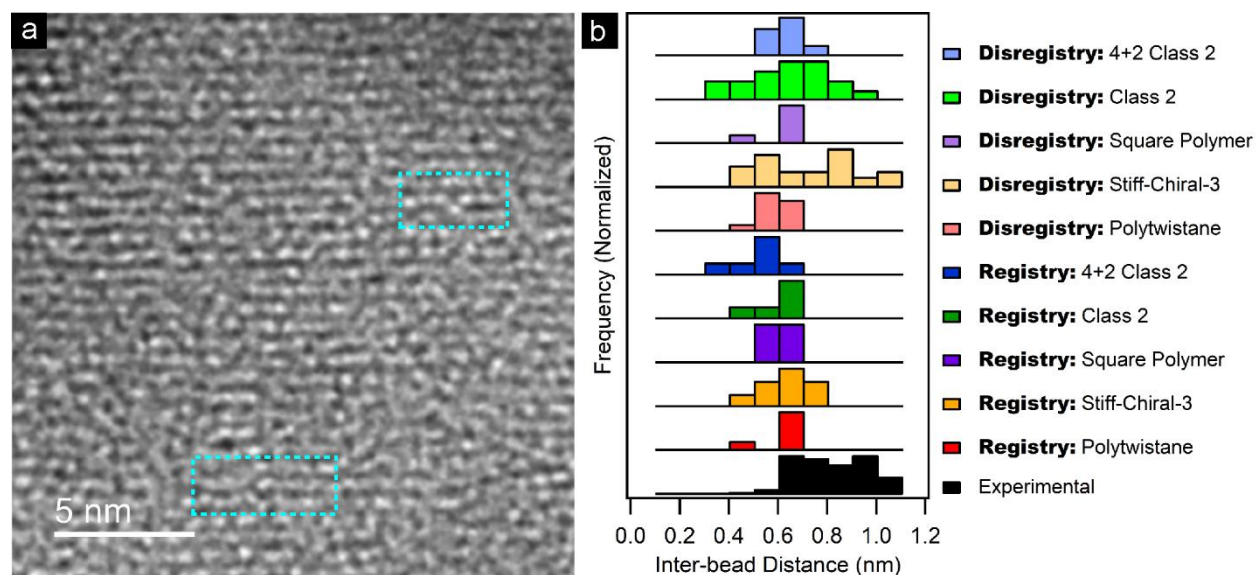 a
5 nm
b
Frequency (Normalized)
0.0 0.2 0.4 0.6 0.8 1.0 1.2
Inter-bead Distance (nm)
Disregistry: 4+2 Class 2
Disregistry: Class 2
Disregistry: Square Polymer
Disregistry: Stiff-Chiral-3
Disregistry: Polytwistane
Registry: 4+2 Class 2
Registry: Class 2
Registry: Square Polymer
Registry: Stiff-Chiral-3
Registry: Polytwistane
Experimental